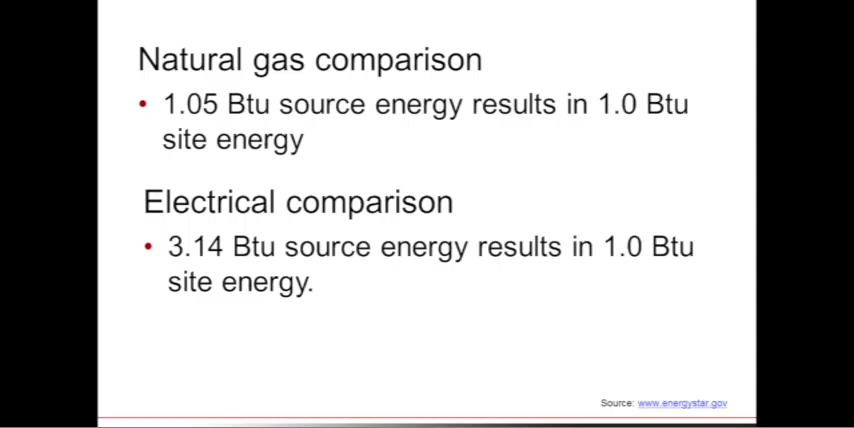 Natural gas comparison
• 1.05 Btu source energy results in 1.0 Btu
site energy
Electrical comparison
• 3.14 Btu source energy results in 1.0 Btu
site energy.
Source: www.energystar.gov